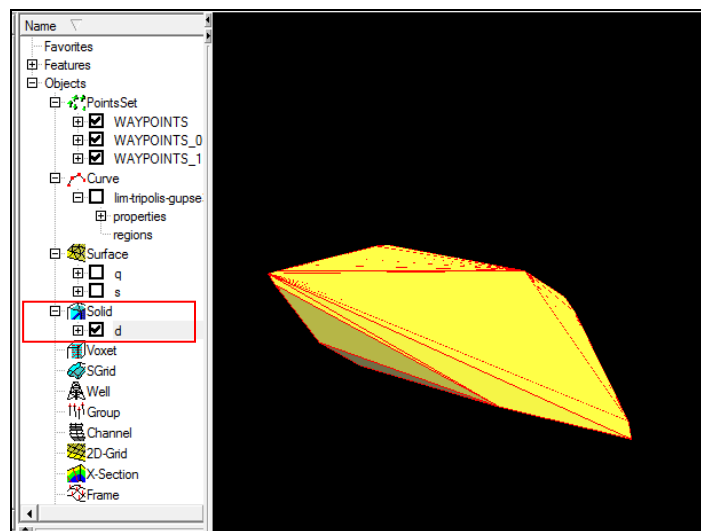 Name
Favorites
Features
Objects
PointsSet
WAYPOINTS
WAYPOINTS_0
WAYPOINTS_1
Curve
lim-tripolis-gupse
properties
regions
Surface
q
s
Solid
d
Voxet
SGrid
Well
Group
Channel
2D-Grid
X-Section
Frame